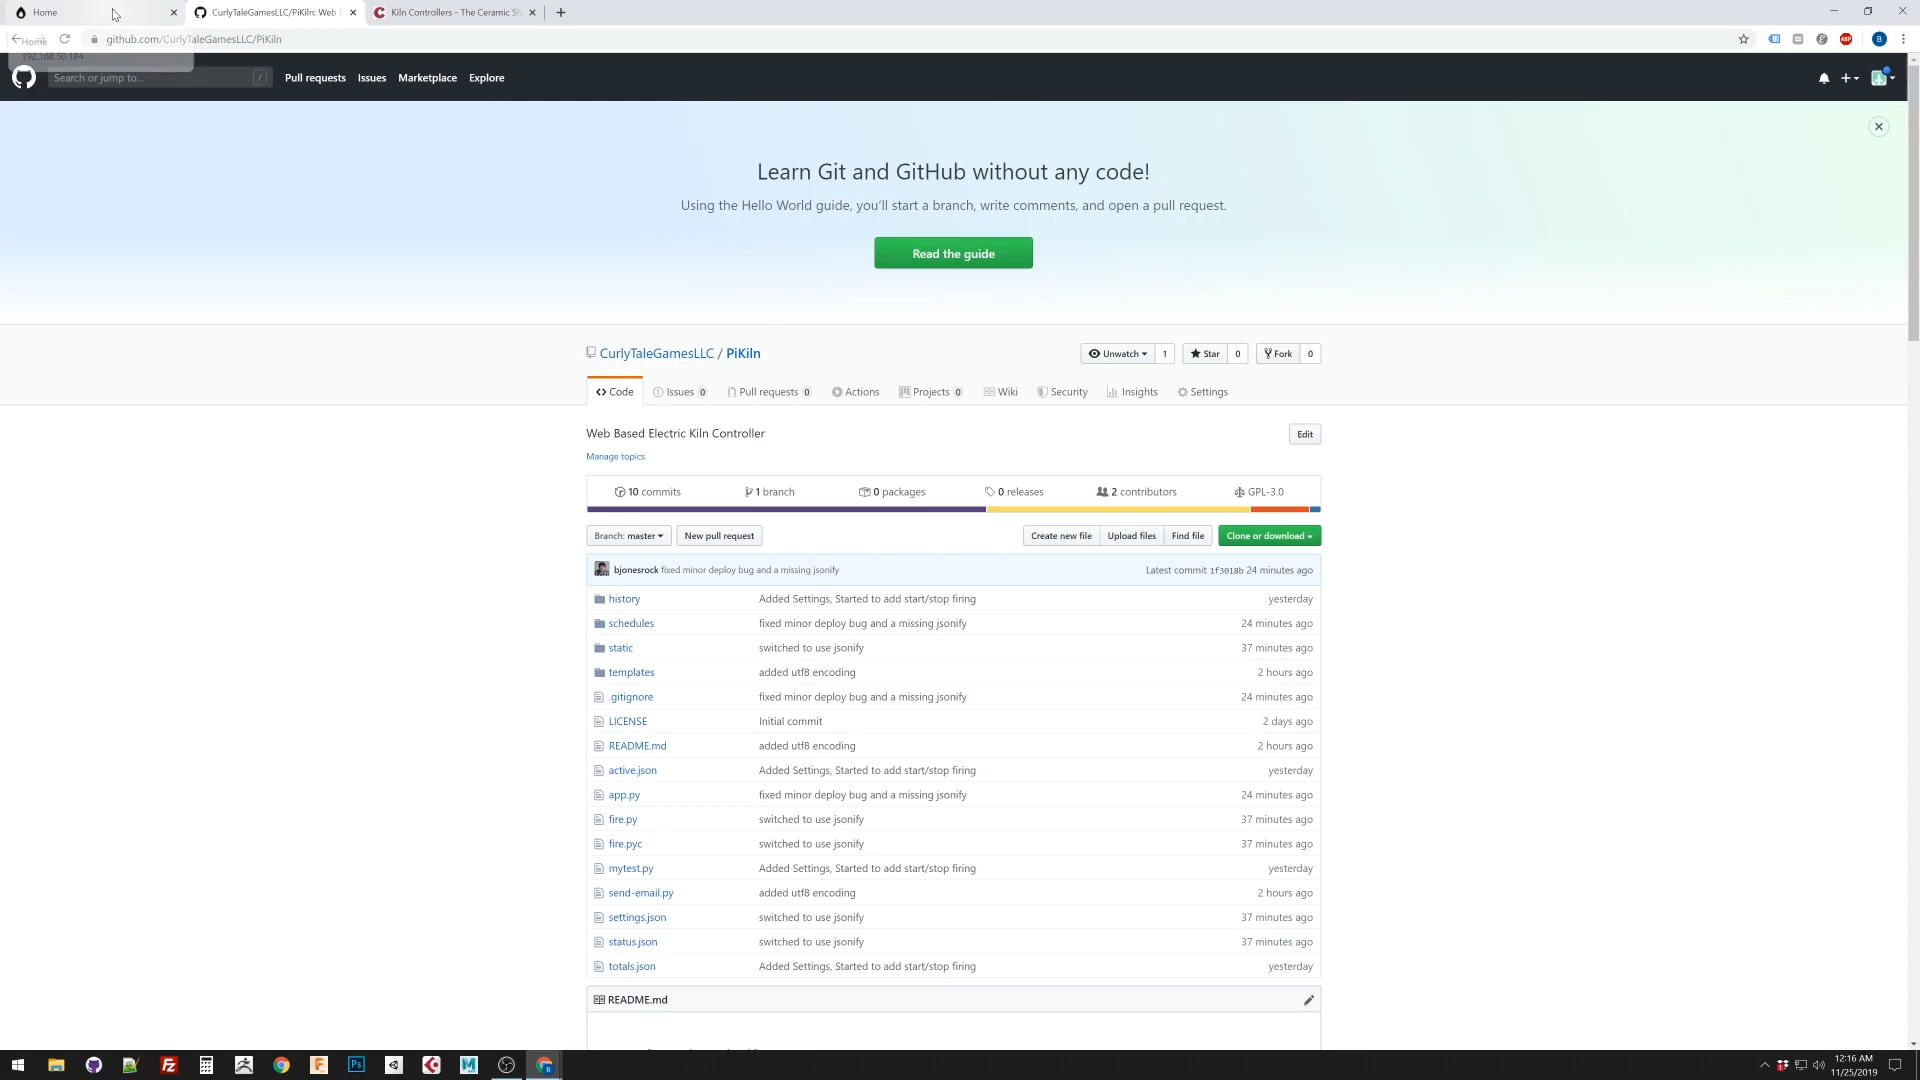 Home
CurlyTaleGamesLLC/PiKiln: Web
Kiln Controllers - The Ceramic Sh
Home
github.com/CurlyTaleGamesLLC/PiKiln
192.168.50.184
Search or jump to...
/
Pull requests
Issues
Marketplace
Explore
Learn Git and GitHub without any code!
Using the Hello World guide, you'll start a branch, write comments, and open a pull request.
Read the guide
CurlyTaleGamesLLC / PiKiln
Unwatch 1
Star 0
Fork 0
Code
Issues 0
Pull requests 0
Actions
Projects 0
Wiki
Security
Insights
Settings
Web Based Electric Kiln Controller
Edit
Manage topics
10 commits
1 branch
0 packages
0 releases
2 contributors
GPL-3.0
Branch: master
New pull request
Create new file
Upload files
Find file
Clone or download
bjonesrock fixed minor deploy bug and a missing jsonify
Latest commit 1f3018b 24 minutes ago
history Added Settings, Started to add start/stop firing yesterday
schedules fixed minor deploy bug and a missing jsonify 24 minutes ago
static switched to use jsonify 37 minutes ago
templates added utf8 encoding 2 hours ago
.gitignore fixed minor deploy bug and a missing jsonify 24 minutes ago
LICENSE Initial commit 2 days ago
README.md added utf8 encoding 2 hours ago
active.json Added Settings, Started to add start/stop firing yesterday
app.py fixed minor deploy bug and a missing jsonify 24 minutes ago
fire.py switched to use jsonify 37 minutes ago
fire.pyc switched to use jsonify 37 minutes ago
mytest.py Added Settings, Started to add start/stop firing yesterday
send-email.py added utf8 encoding 2 hours ago
settings.json switched to use jsonify 37 minutes ago
status.json switched to use jsonify 37 minutes ago
totals.json Added Settings, Started to add start/stop firing yesterday
README.md
12:16 AM
11/25/2019